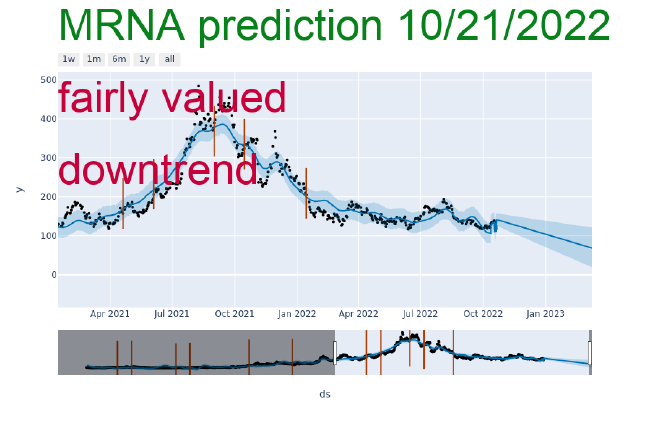 MRNA prediction 10/21/2022
1w 1m 6m 1y all
500
fairly valued
400
300
downtrend
y
200
100
0
Apr 2021 Jul 2021 Oct 2021 Jan 2022 Apr 2022 Jul 2022 Oct 2022 Jan 2023
ds